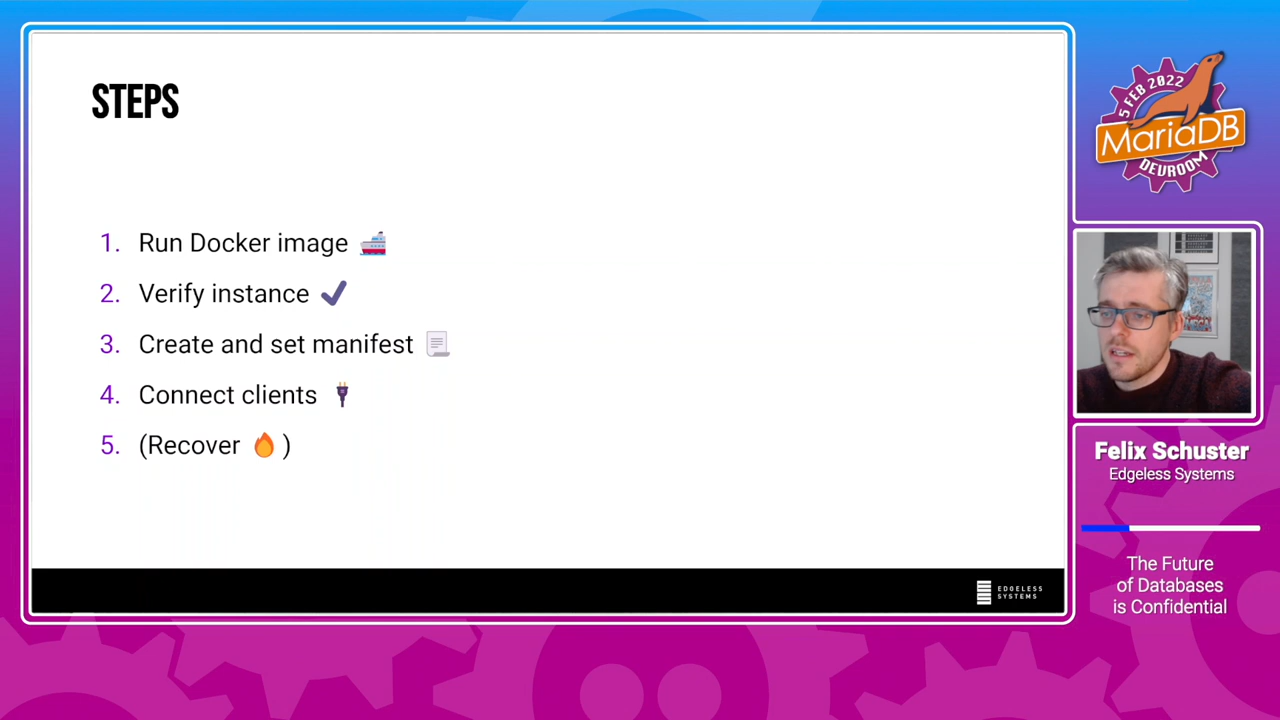 STEPS
1. Run Docker image
2. Verify instance
3. Create and set manifest
4. Connect clients
5. (Recover 🔥 )
EDGELESS
SYSTEMS
5 FEB 2022
MariaDB
DEVROOM
Felix Schuster
Edgeless Systems
The Future
of Databases
is Confidential